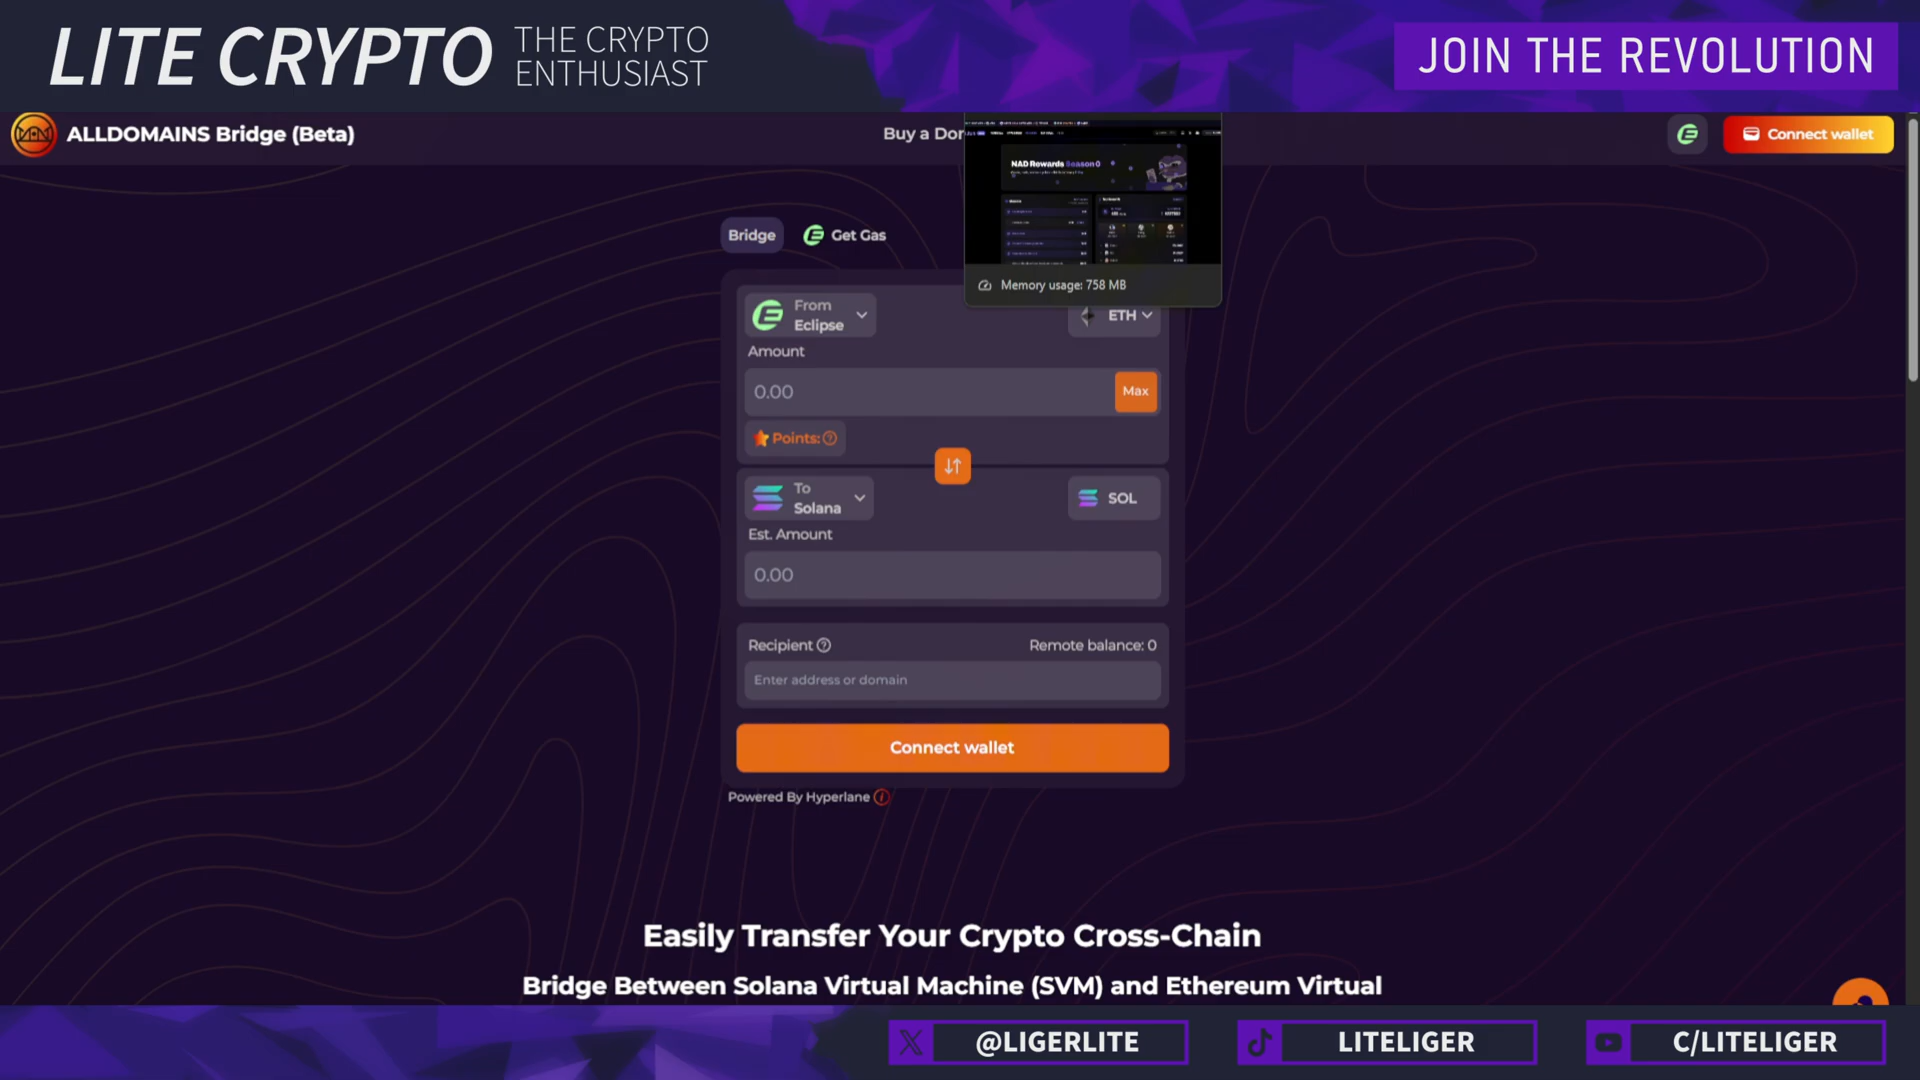 LITE CRYPTO
THE CRYPTO
ENTHUSIAST
JOIN THE REVOLUTION
ALLDOMAINS Bridge (Beta)
Buy a Dor
Connect wallet
NAD Rewards Season 0
Memory usage: 758 MB
Bridge
Get Gas
From
Eclipse
ETH
Amount
0.00
Max
Points:
To
Solana
SOL
Est. Amount
0.00
Recipient
Remote balance: 0
Enter address or domain
Connect wallet
Powered By Hyperlane
Easily Transfer Your Crypto Cross-Chain
Bridge Between Solana Virtual Machine (SVM) and Ethereum Virtual
@LIGERLITE
LITELIGER
C/LITELIGER